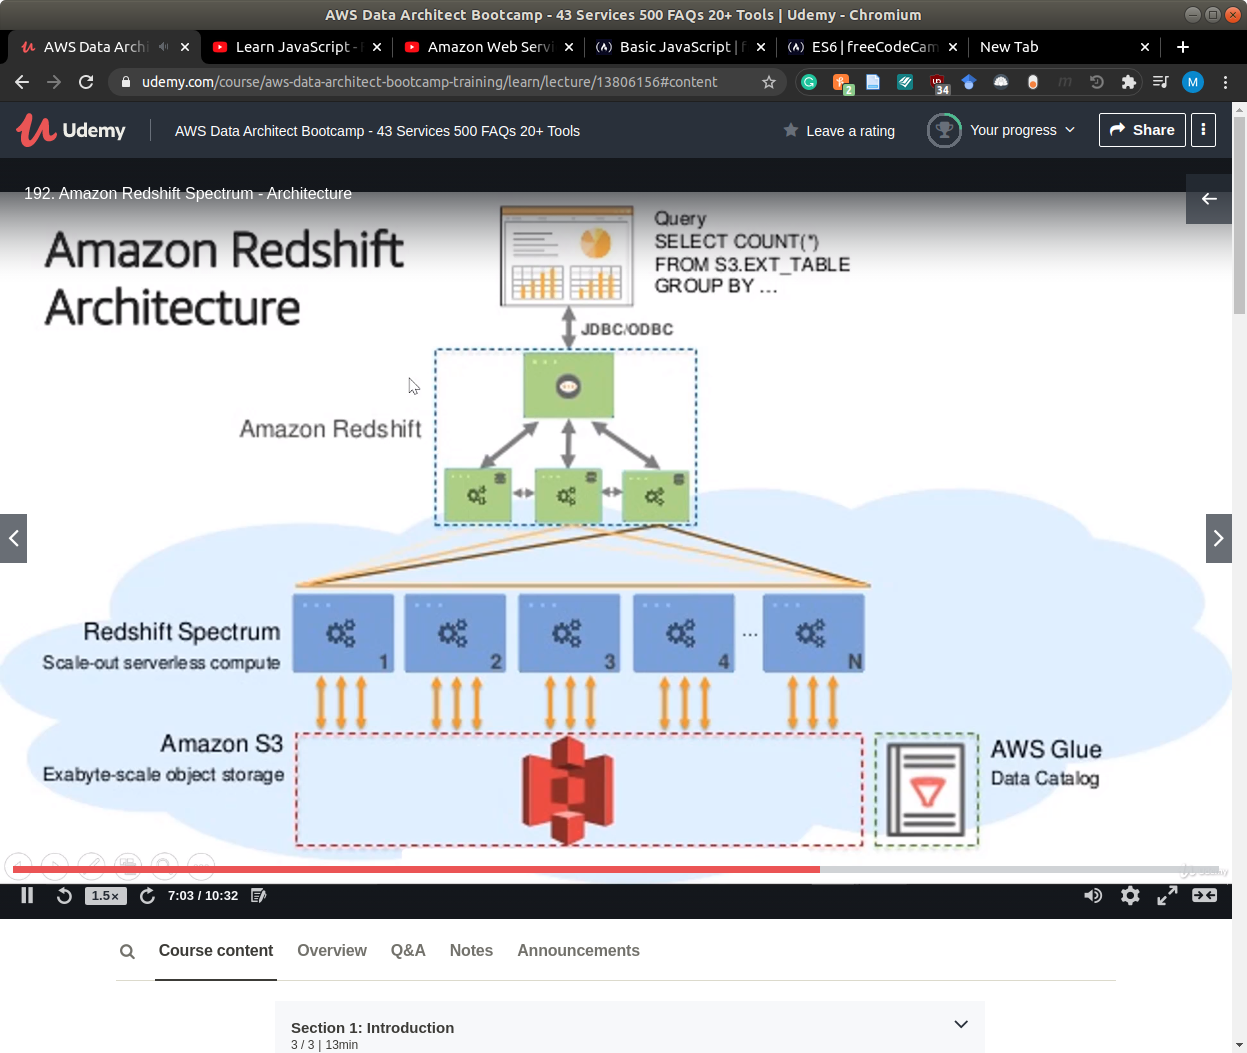 AWS Data Architect Bootcamp - 43 Services 500 FAQs 20+ Tools | Udemy - Chromium
AWS Data Archi
Learn JavaScript -
Amazon Web Servi
Basic JavaScript | f
ES6 | freeCodeCam
New Tab
udemy.com/course/aws-data-architect-bootcamp-training/learn/lecture/13806156#content
2
34
M
Udemy
AWS Data Architect Bootcamp - 43 Services 500 FAQs 20+ Tools
Leave a rating
Your progress
Share
192. Amazon Redshift Spectrum - Architecture
Amazon Redshift
Architecture
Query
SELECT COUNT(*)
FROM S3.EXT_TABLE
GROUP BY ...
JDBC/ODBC
Amazon Redshift
Redshift Spectrum
Scale-out serverless compute
1
2
3
4
...
N
Amazon S3
Exabyte-scale object storage
AWS Glue
Data Catalog
1.5×
7:03 / 10:32
Course content
Overview
Q&A
Notes
Announcements
Section 1: Introduction
3 / 3 | 13min